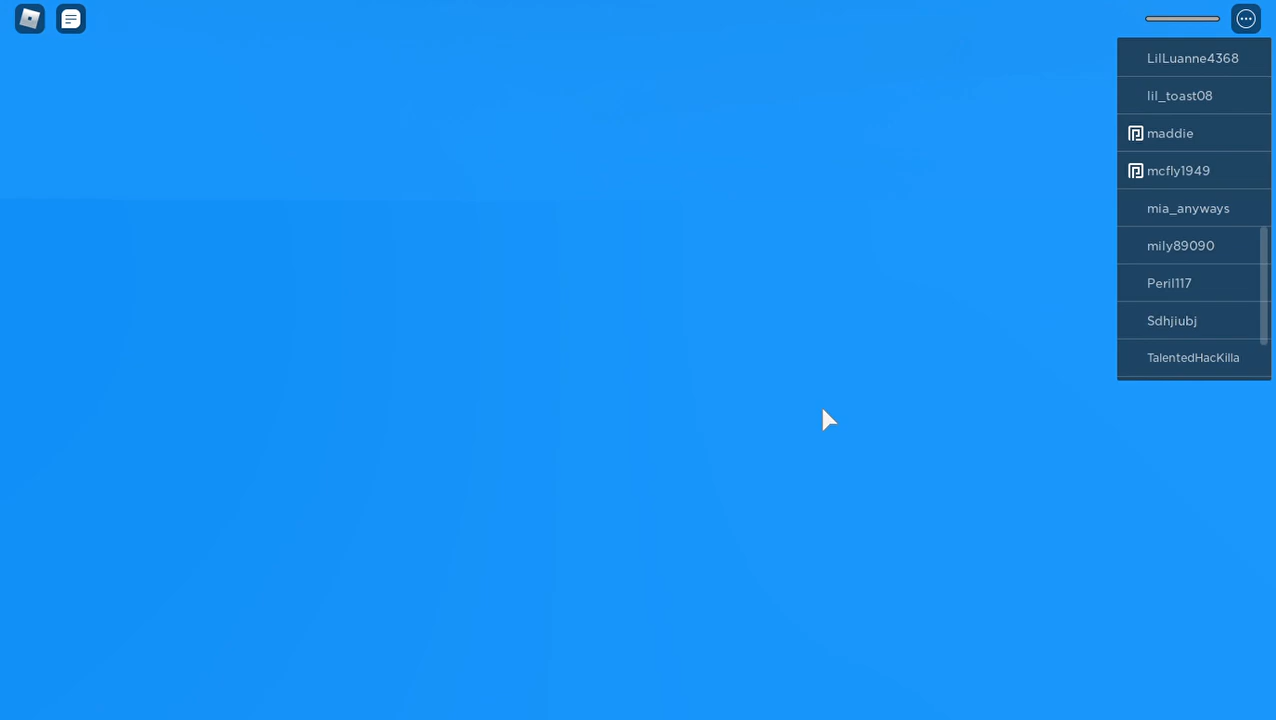 LilLuanne4368
lil_toast08
maddie
mcfly1949
mia_anyways
mily89090
Peril117
Sdhjiubj
TalentedHacKilla